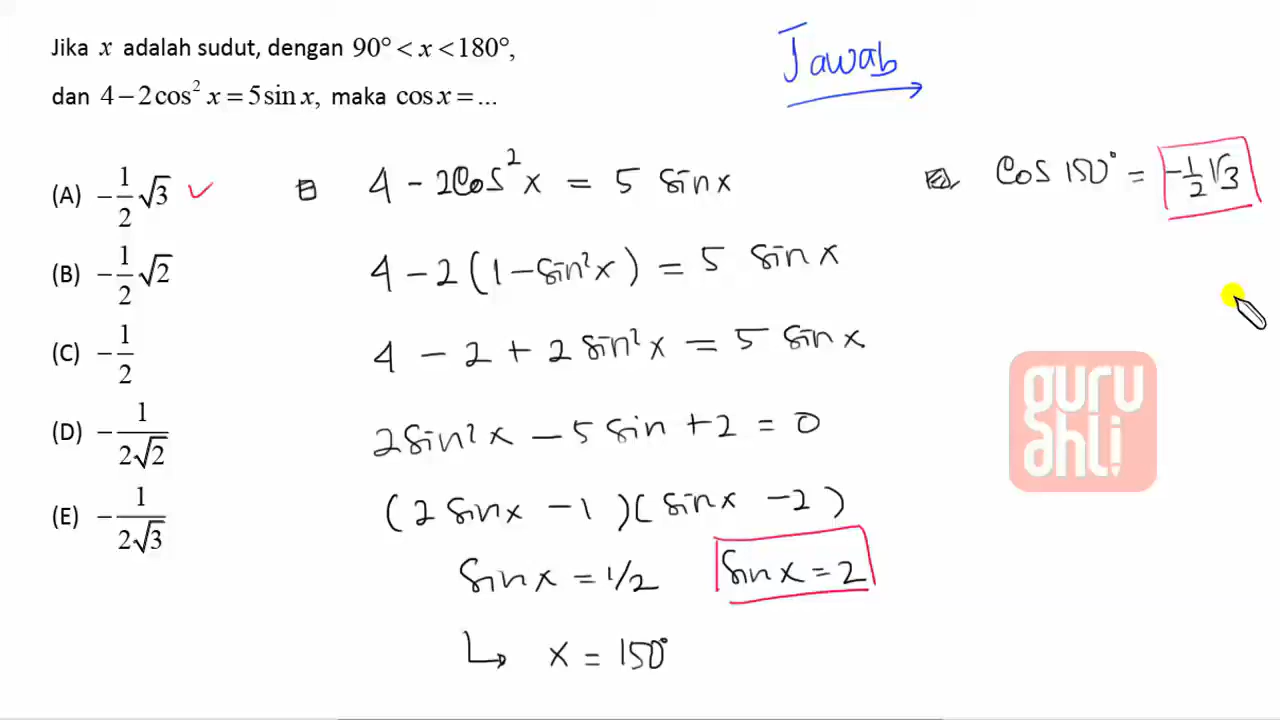 Jika x adalah sudut, dengan 90° < x < 180°,
dan 4 − 2cos² x = 5sin x, maka cos x = ...
(A) −1/2 √3 ✓
(B) −1/2 √2
(C) −1/2
(D) −1/(2√2)
(E) −1/(2√3)
Jawab
4 − 2Cos² x = 5 sin x
4 − 2 (1 − sin² x) = 5 sin x
4 − 2 + 2 sin² x = 5 sin x
2 sin² x − 5 sin + 2 = 0
(2 sin x − 1)(sin x − 2)
sin x = 1/2 sin x = 2
↳ x = 150°
Cos 150° = −1/2 √3
guru
ahli